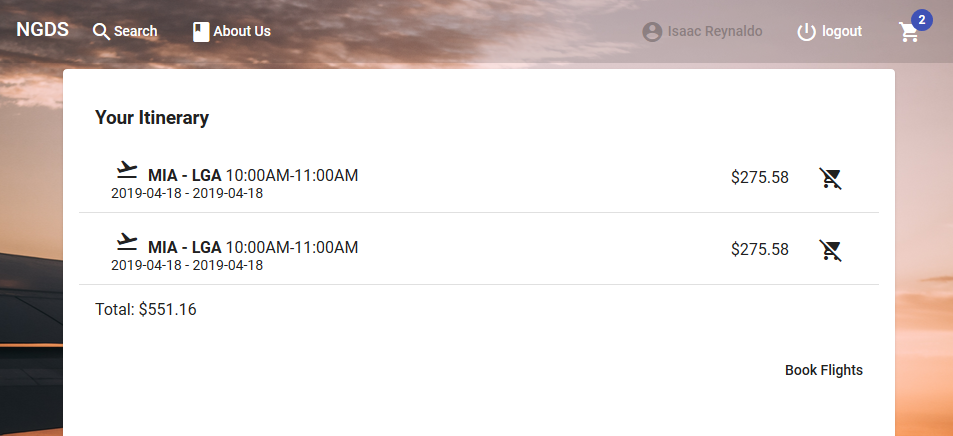 NGDS Search About Us Isaac Reynaldo logout 2
Your Itinerary
MIA - LGA 10:00AM-11:00AM $275.58
2019-04-18 - 2019-04-18
MIA - LGA 10:00AM-11:00AM $275.58
2019-04-18 - 2019-04-18
Total: $551.16
Book Flights